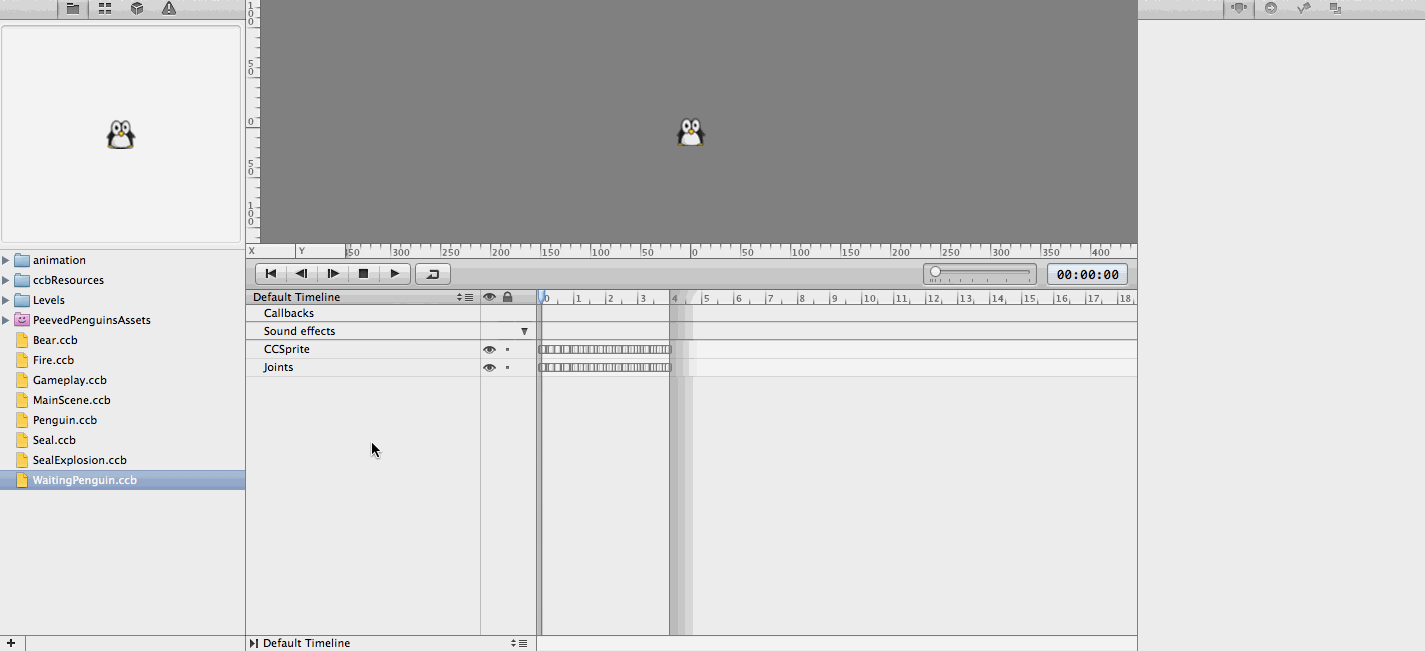 100
50
0
50
100
X Y 350 300 250 200 150 100 50 0 50 100 150 200 250 300 350 400
00:00:00
animation
ccbResources
Levels
PeevedPenguinsAssets
Bear.ccb
Fire.ccb
Gameplay.ccb
MainScene.ccb
Penguin.ccb
Seal.ccb
SealExplosion.ccb
WaitingPenguin.ccb
Default Timeline
0 1 2 3 4 5 6 7 8 9 10 11 12 13 14 15 16 17 18
Callbacks
Sound effects
CCSprite
Joints
Default Timeline